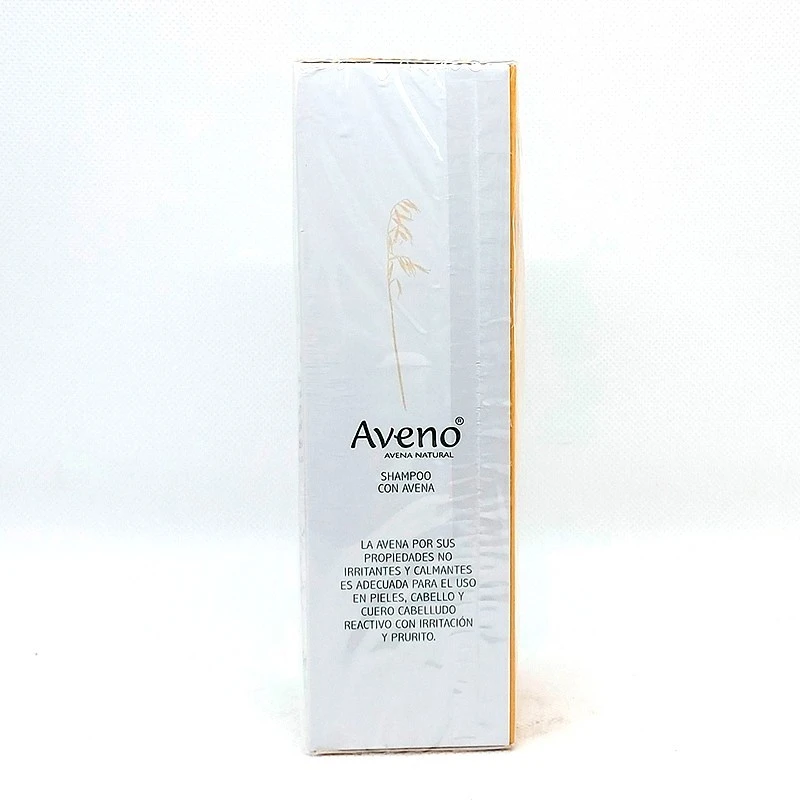 Aveno®
AVENA NATURAL
SHAMPOO
CON AVENA
LA AVENA POR SUS
PROPIEDADES NO
IRRITANTES Y CALMANTES
ES ADECUADA PARA EL USO
EN PIELES, CABELLO Y
CUERO CABELLUDO
REACTIVO CON IRRITACIÓN
Y PRURITO.